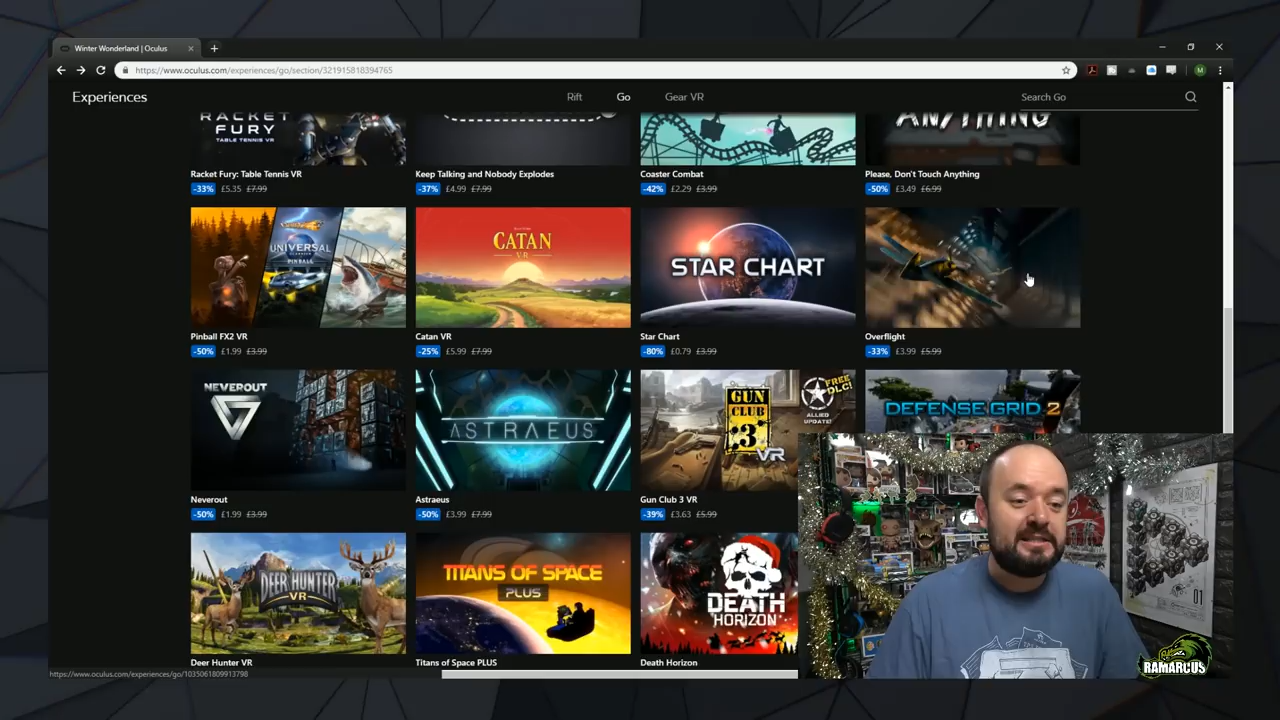 Winter Wonderland | Oculus
https://www.oculus.com/experiences/go/section/321915818394765
Experiences
Rift
Go
Gear VR
Search Go
RACKET
FURY
TABLE TENNIS VR
ANYTHING
Racket Fury: Table Tennis VR
Keep Talking and Nobody Explodes
Coaster Combat
Please, Don't Touch Anything
-33% £5.35 £7.99
-37% £4.99 £7.99
-42% £2.29 £3.99
-50% £3.49 £6.99
UNIVERSAL
PINBALL
CATAN
VR
STAR CHART
Pinball FX2 VR
Catan VR
Star Chart
Overflight
-50% £1.99 £3.99
-25% £5.99 £7.99
-80% £0.79 £3.99
-33% £3.99 £5.99
NEVEROUT
ASTRAEUS
GUN
CLUB
3
VR
FREE
DLC!
ALLIED
UPDATE!
DEFENSE GRID 2
Neverout
Astraeus
Gun Club 3 VR
-50% £1.99 £3.99
-50% £3.99 £7.99
-39% £3.63 £5.99
DEER HUNTER
VR
TITANS OF SPACE
PLUS
DEATH
HORIZON
Deer Hunter VR
Titans of Space PLUS
Death Horizon
https://www.oculus.com/experiences/go/1035061809913798
01
RAMARCUS